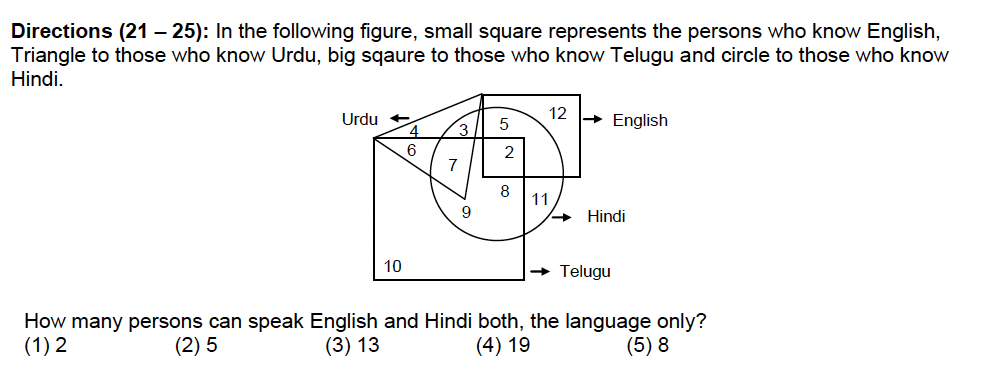 Directions (21 – 25): In the following figure, small square represents the persons who know English,
Triangle to those who know Urdu, big sqaure to those who know Telugu and circle to those who know
Hindi.
Urdu
4
3
5
12
English
6
7
2
8
11
9
Hindi
10
Telugu
How many persons can speak English and Hindi both, the language only?
(1) 2 (2) 5 (3) 13 (4) 19 (5) 8